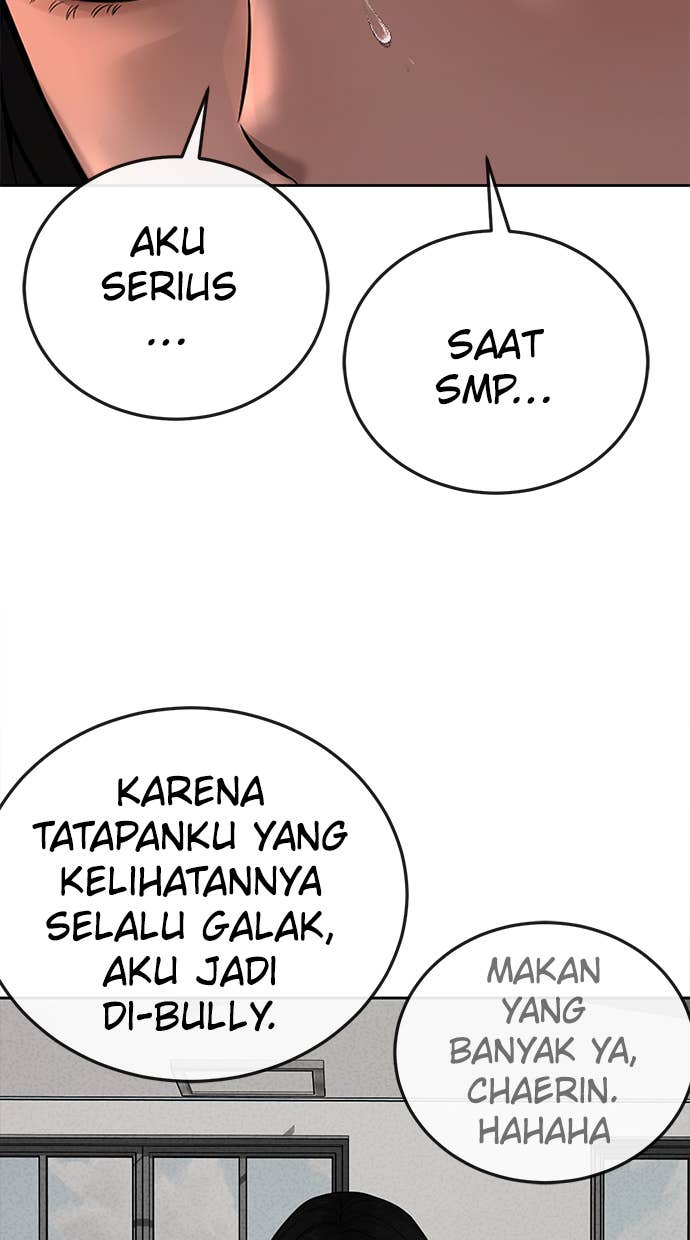 AKU
SERIUS
...
SAAT
SMP...
KARENA
TATAPANKU YANG
KELIHATANNYA
SELALU GALAK,
AKU JADI
DI-BULLY.
MAKAN
YANG
BANYAK YA,
CHAERIN.
HAHAHA